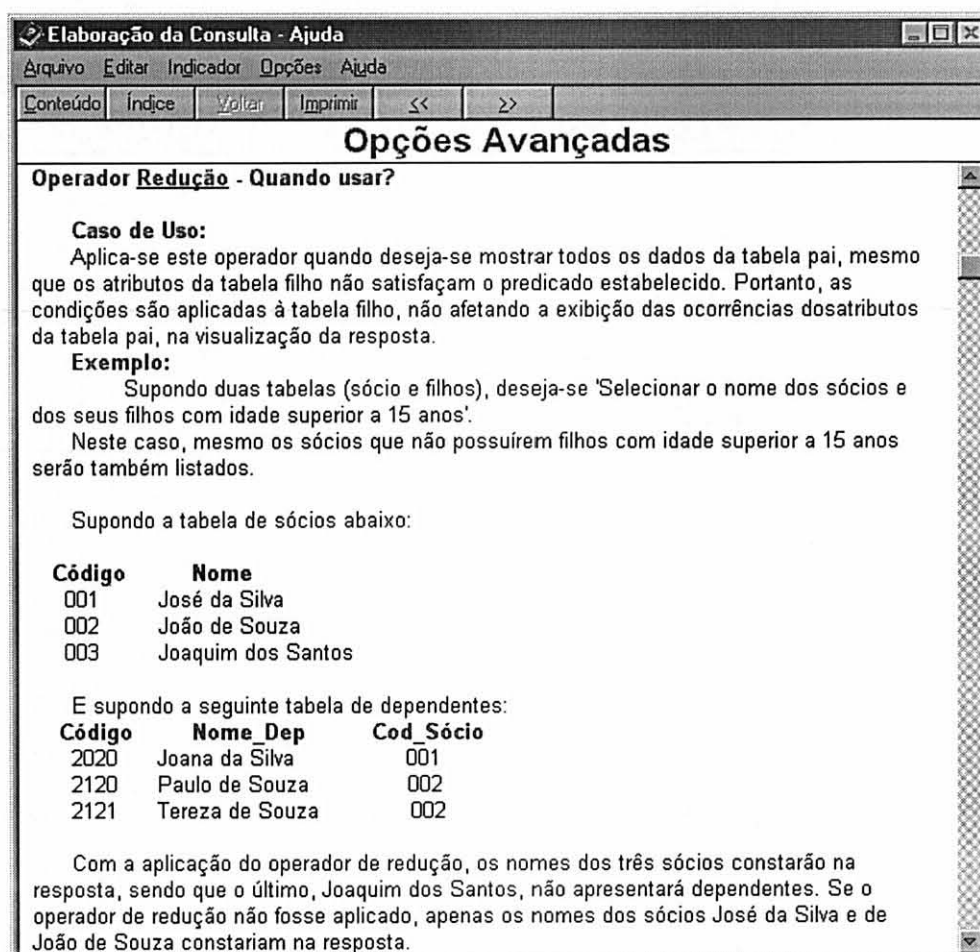 Elaboração da Consulta - Ajuda
Arquivo Editar Indicador Opções Ajuda
Conteúdo Índice Voltar Imprimir << >>
Opções Avançadas
Operador Redução - Quando usar?
Caso de Uso:
Aplica-se este operador quando deseja-se mostrar todos os dados da tabela pai, mesmo
que os atributos da tabela filho não satisfaçam o predicado estabelecido. Portanto, as
condições são aplicadas à tabela filho, não afetando a exibição das ocorrências dosatributos
da tabela pai, na visualização da resposta.
Exemplo:
Supondo duas tabelas (sócio e filhos), deseja-se 'Selecionar o nome dos sócios e
dos seus filhos com idade superior a 15 anos'.
Neste caso, mesmo os sócios que não possuírem filhos com idade superior a 15 anos
serão também listados.
Supondo a tabela de sócios abaixo:
Código Nome
001 José da Silva
002 João de Souza
003 Joaquim dos Santos
E supondo a seguinte tabela de dependentes:
Código Nome_Dep Cod_Sócio
2020 Joana da Silva 001
2120 Paulo de Souza 002
2121 Tereza de Souza 002
Com a aplicação do operador de redução, os nomes dos três sócios constarão na
resposta, sendo que o último, Joaquim dos Santos, não apresentará dependentes. Se o
operador de redução não fosse aplicado, apenas os nomes dos sócios José da Silva e de
João de Souza constariam na resposta.